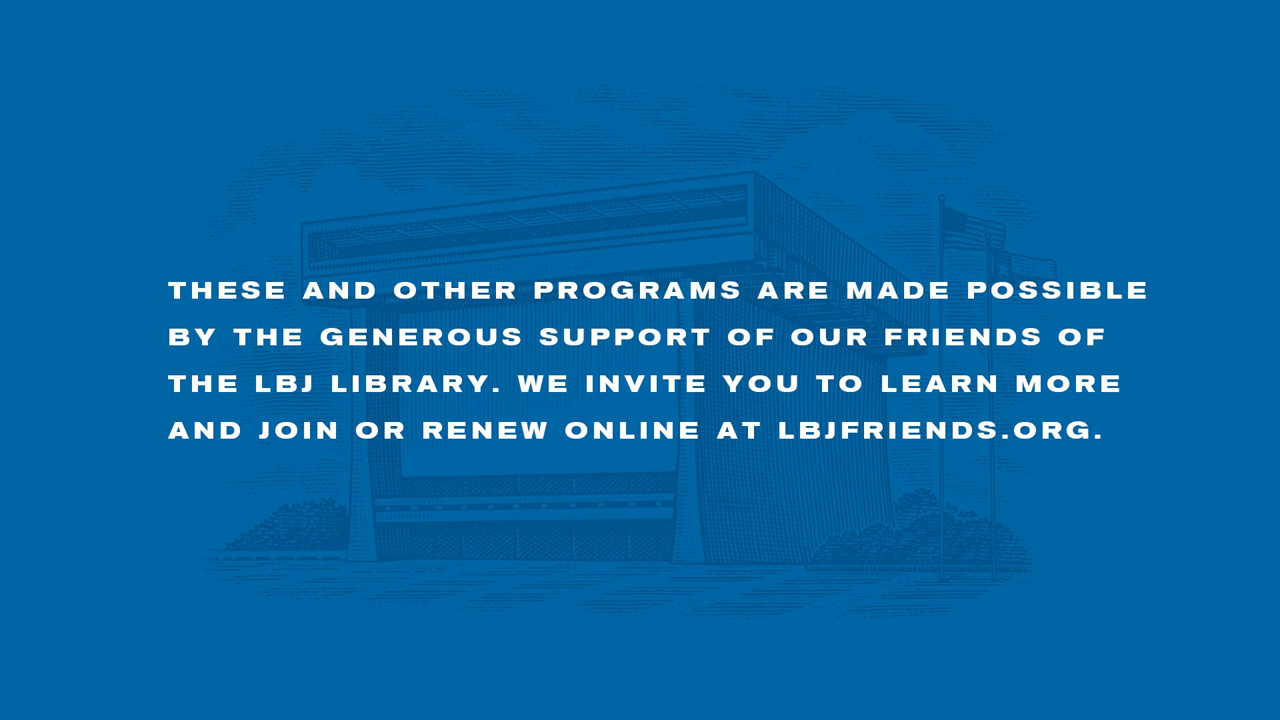 THESE AND OTHER PROGRAMS ARE MADE POSSIBLE
BY THE GENEROUS SUPPORT OF OUR FRIENDS OF
THE LBJ LIBRARY. WE INVITE YOU TO LEARN MORE
AND JOIN OR RENEW ONLINE AT LBJFRIENDS.ORG.